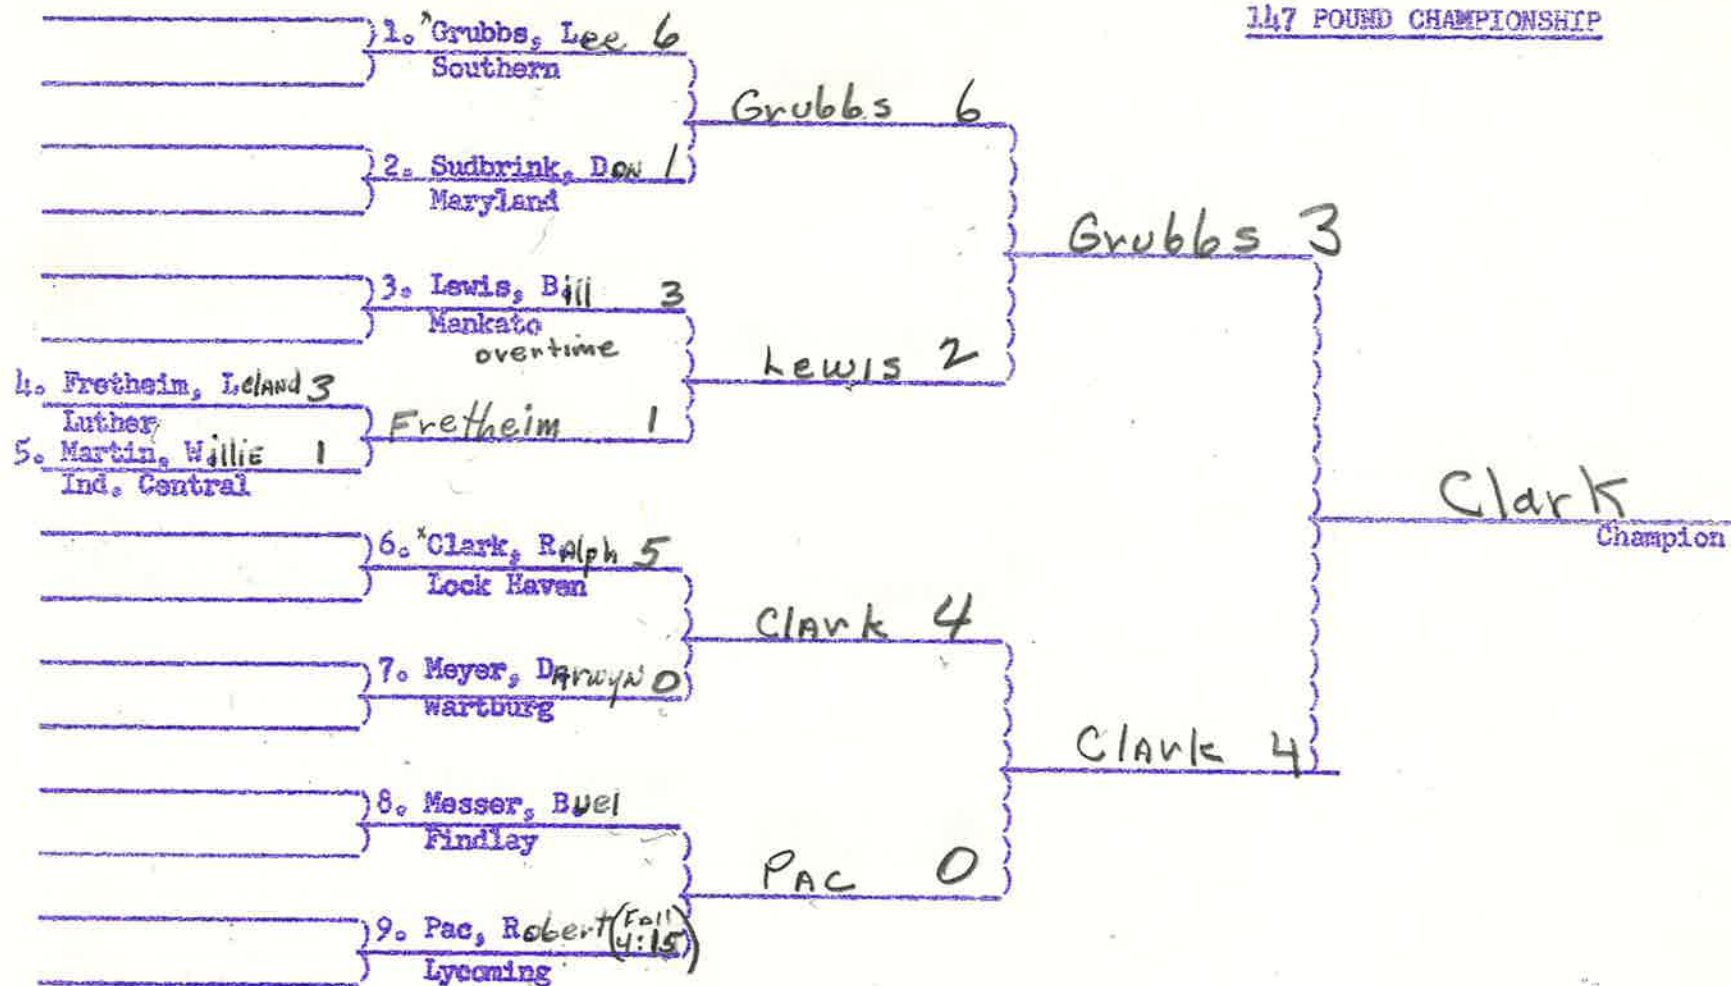 147 POUND CHAMPIONSHIP
1. *Grubbs, Lee 6
Southern
Grubbs 6
2. Sudbrink, Don 1
Maryland
Grubbs 3
3. Lewis, Bill 3
Mankato
overtime
Lewis 2
4. Fretheim, Leland 3
Luther
Fretheim 1
5. Martin, Willie 1
Ind. Central
Clark
Champion
6. *Clark, Ralph 5
Lock Haven
Clark 4
7. Meyer, Darwyn 0
Wartburg
Clark 4
8. Messer, Buel
Findlay
Pac 0
9. Pac, Robert (Fall 4:15)
Lycoming